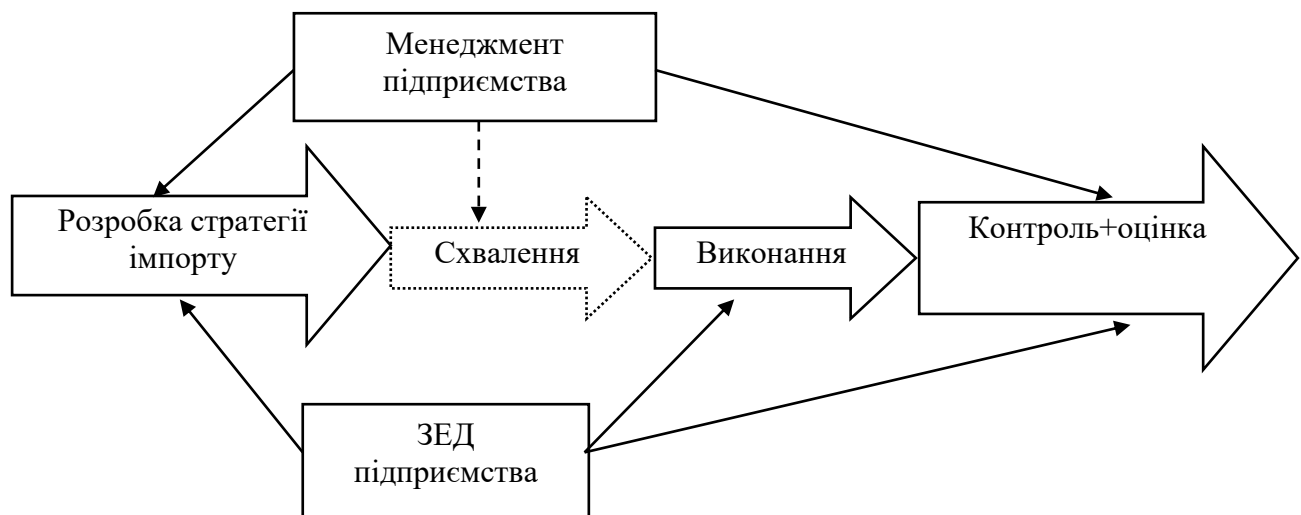 Менеджмент
підприємства
Розробка стратегії
імпорту
Схвалення
Виконання
Контроль+оцінка
ЗЕД
підприємства